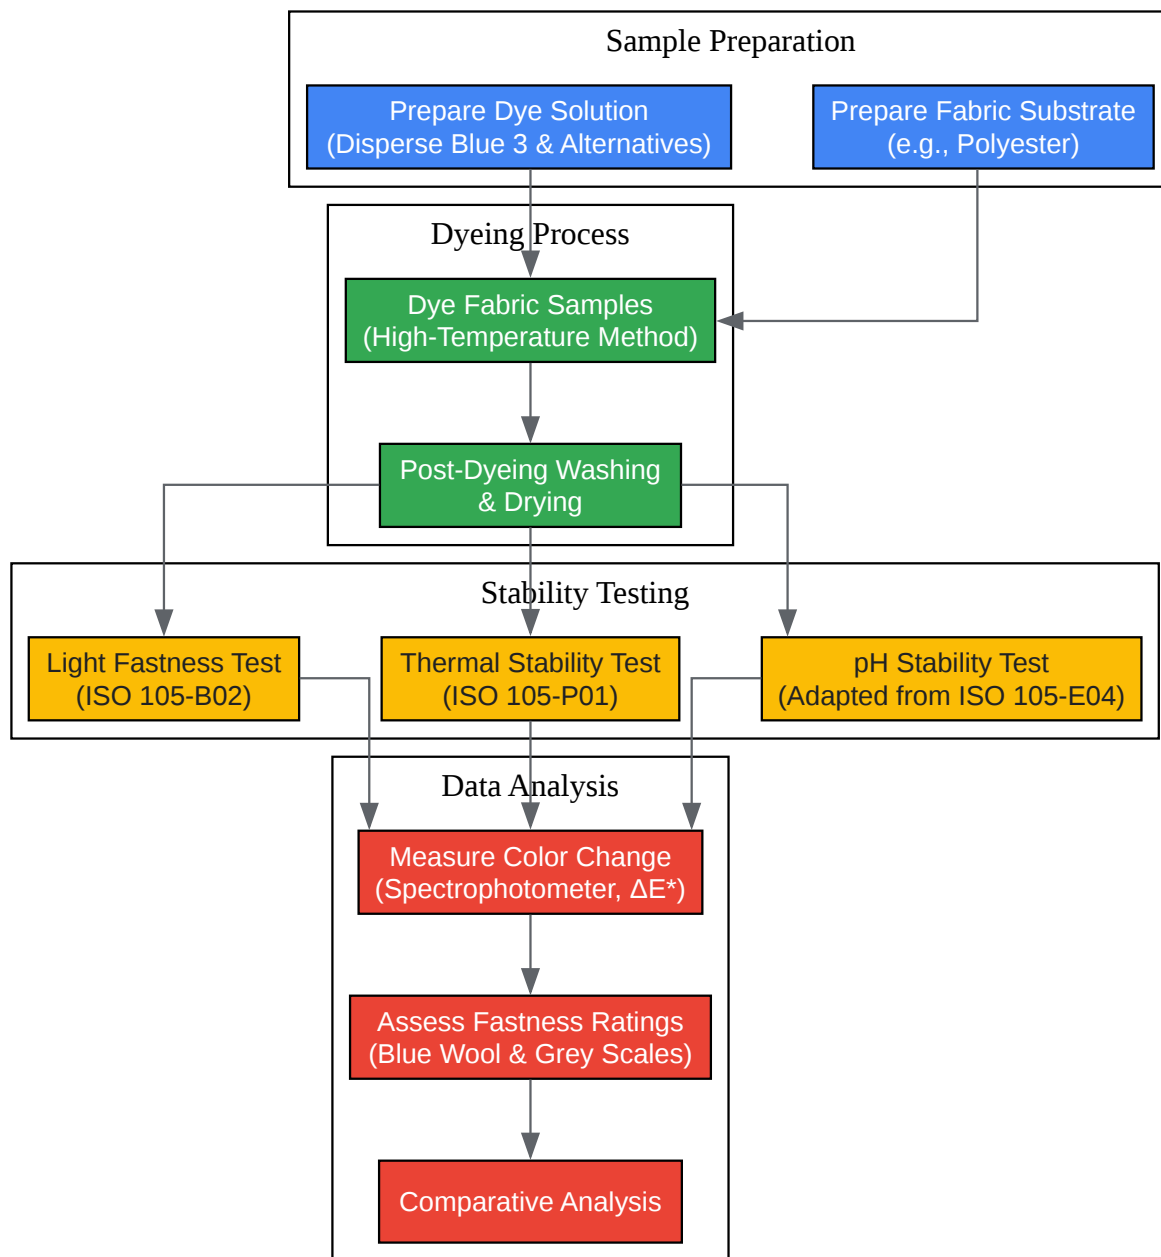 Sample Preparation
Prepare Dye Solution
(Disperse Blue 3 & Alternatives)
Prepare Fabric Substrate
(e.g., Polyester)
Dyeing Process
Dye Fabric Samples
(High-Temperature Method)
Post-Dyeing Washing
& Drying
Stability Testing
Light Fastness Test
(ISO 105-B02)
Thermal Stability Test
(ISO 105-P01)
pH Stability Test
(Adapted from ISO 105-E04)
Data Analysis
Measure Color Change
(Spectrophotometer, ΔE*)
Assess Fastness Ratings
(Blue Wool & Grey Scales)
Comparative Analysis